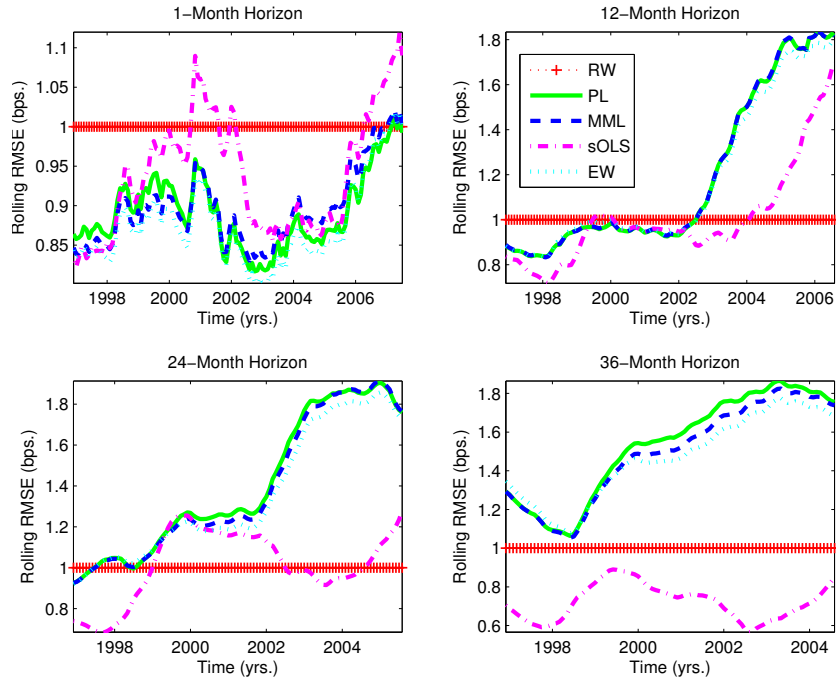 1−Month Horizon
Rolling RMSE (bps.)
1.1
1.05
1
0.95
0.9
0.85
1998 2000 2002 2004 2006
Time (yrs.)
12−Month Horizon
Rolling RMSE (bps.)
1.8
1.6
1.4
1.2
1
0.8
RW
PL
MML
sOLS
EW
1998 2000 2002 2004 2006
Time (yrs.)
24−Month Horizon
Rolling RMSE (bps.)
1.8
1.6
1.4
1.2
1
0.8
1998 2000 2002 2004
Time (yrs.)
36−Month Horizon
Rolling RMSE (bps.)
1.8
1.6
1.4
1.2
1
0.8
0.6
1998 2000 2002 2004
Time (yrs.)